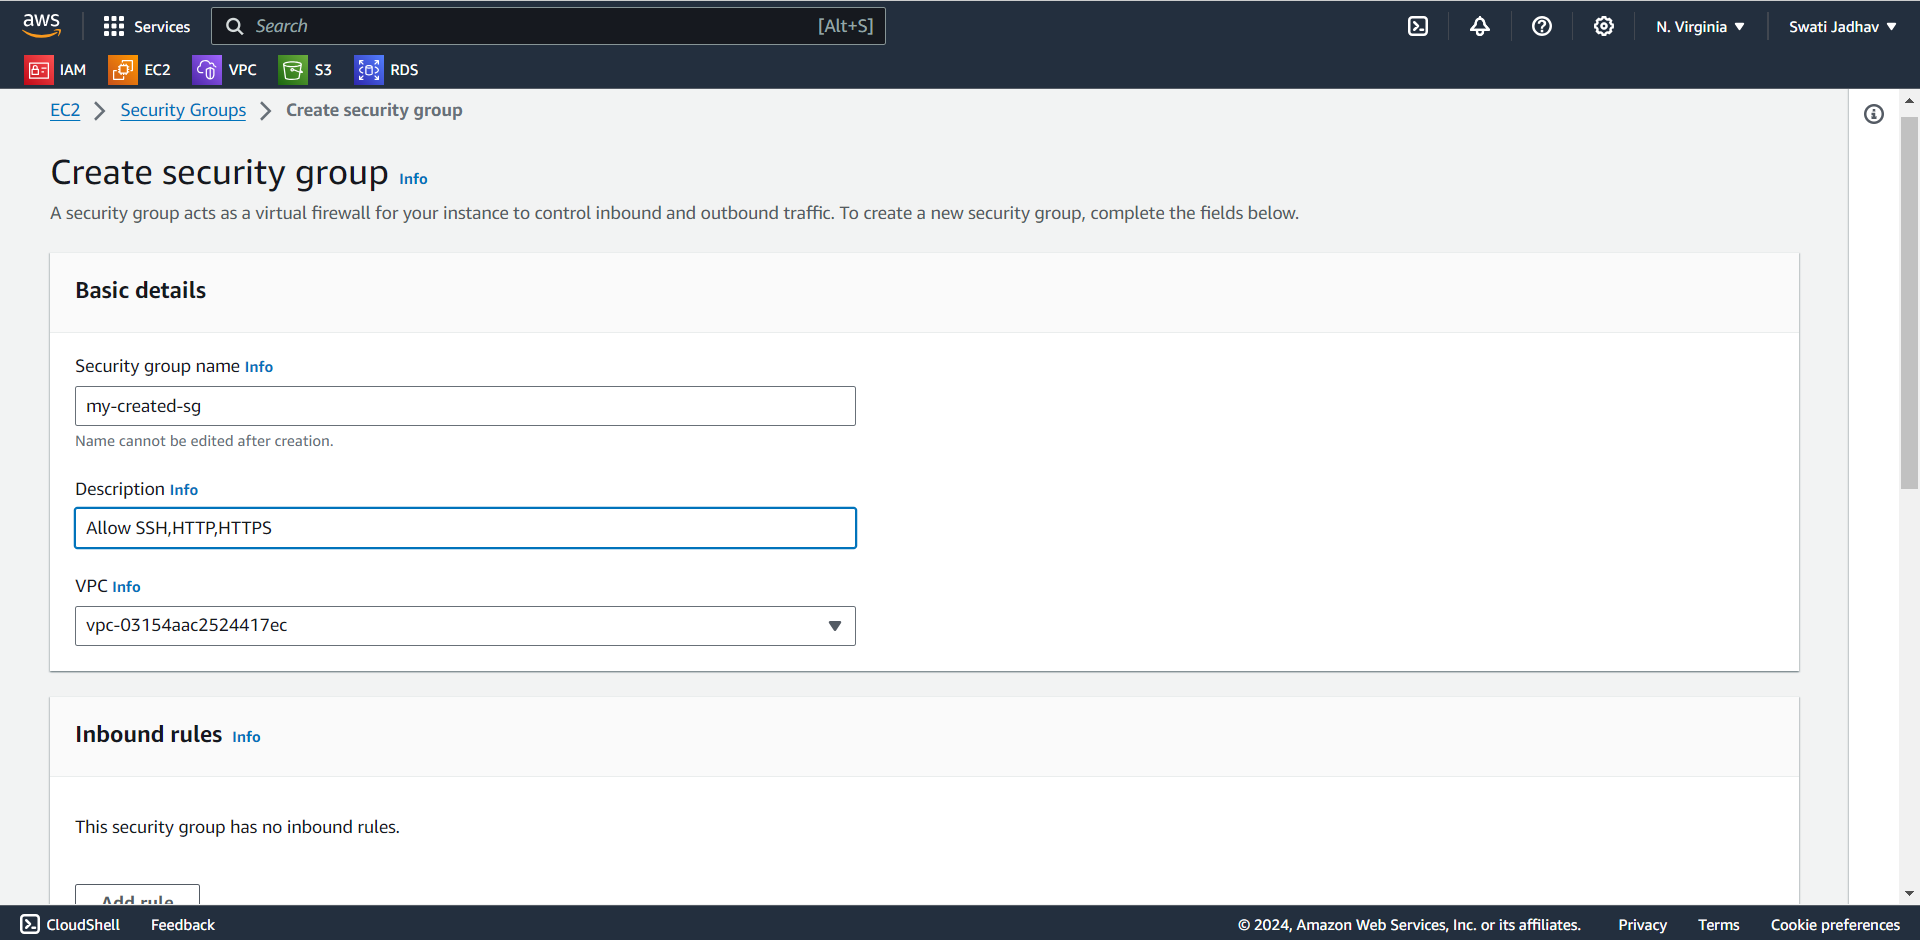 aws Services Search [Alt+S] N. Virginia Swati Jadhav
IAM EC2 VPC S3 RDS
EC2 Security Groups Create security group
Create security group Info
A security group acts as a virtual firewall for your instance to control inbound and outbound traffic. To create a new security group, complete the fields below.
Basic details
Security group name Info
my-created-sg
Name cannot be edited after creation.
Description Info
Allow SSH,HTTP,HTTPS
VPC Info
vpc-03154aac2524417ec
Inbound rules Info
This security group has no inbound rules.
Add rule
CloudShell Feedback © 2024, Amazon Web Services, Inc. or its affiliates. Privacy Terms Cookie preferences